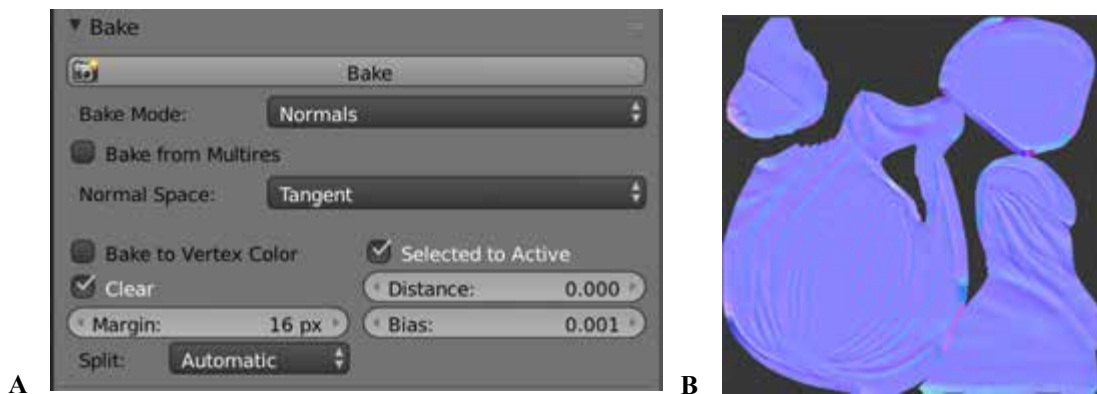 Bake
Bake
Bake Mode: Normals
Bake from Multires
Normal Space: Tangent
Bake to Vertex Color Selected to Active
Clear Distance: 0.000
Margin: 16 px Bias: 0.001
Split: Automatic
A B